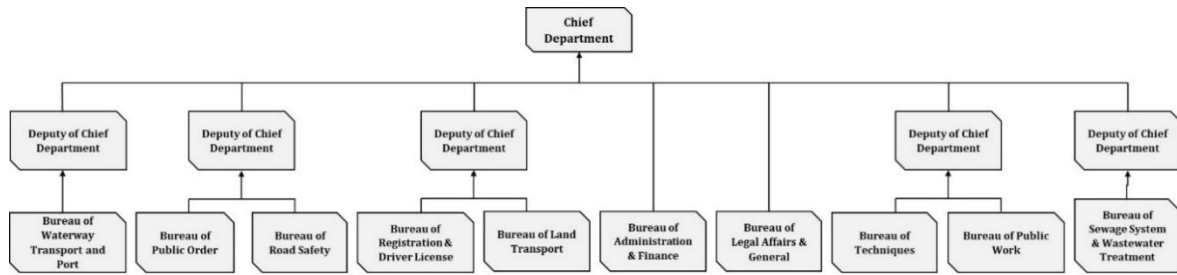 Chief
Department
Deputy of Chief
Department
Deputy of Chief
Department
Deputy of Chief
Department
Deputy of Chief
Department
Deputy of Chief
Department
Bureau of
Waterway
Transport and
Port
Bureau of
Public Order
Bureau of
Road Safety
Bureau of
Registration &
Driver License
Bureau of Land
Transport
Bureau of
Administration
& Finance
Bureau of
Legal Affairs &
General
Bureau of
Techniques
Bureau of Public
Work
Bureau of
Sewage System
& Wastewater
Treatment